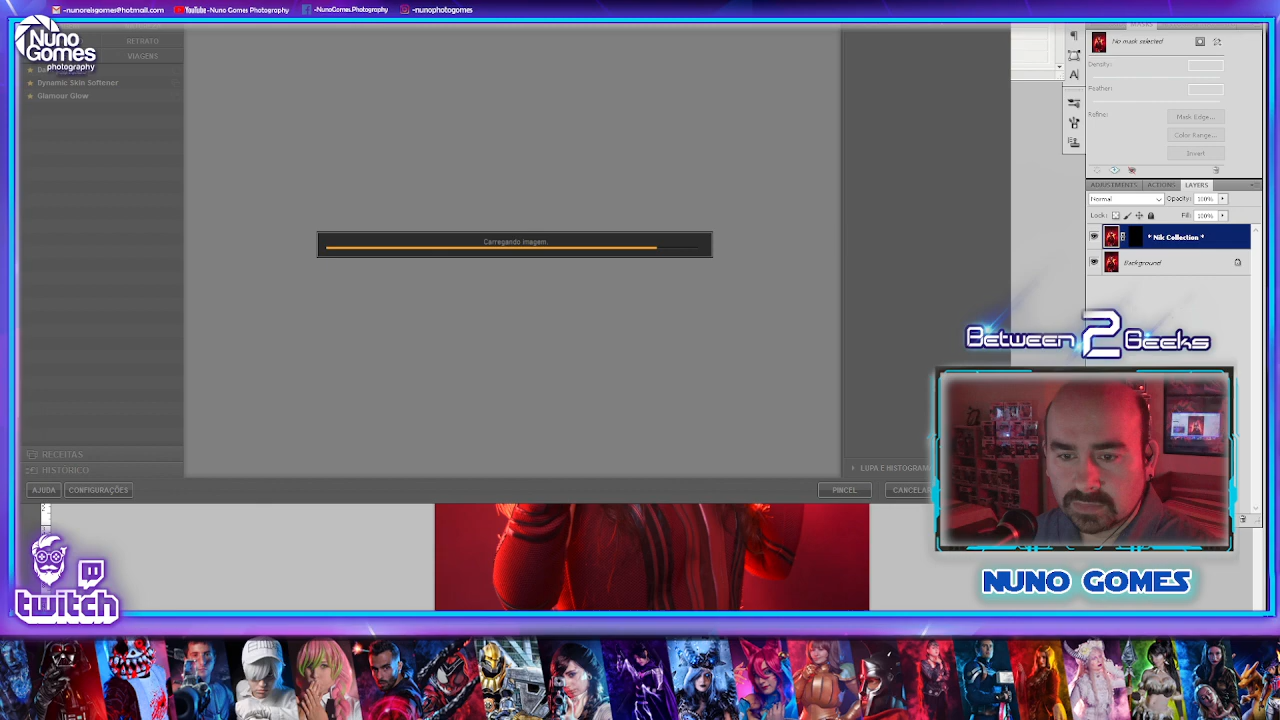 -nunoreisgomes@hotmail.com YouTube-Nuno Gomes Photography -NunoGomes.Photography -nunophotogomes
Nuno
Gomes
photography
RETRATO
VIAGENS
Dynamic Skin Softener
Glamour Glow
Carregando imagem.
RECEITAS
HISTÓRICO
AJUDA CONFIGURAÇÕES
LUPA E HISTOGRAM
PINCEL CANCELAR
MASKS
No mask selected
Density:
Feather:
Refine:
Mask Edge...
Color Range...
Invert
ADJUSTMENTS ACTIONS LAYERS
Normal Opacity: 100%
Lock: Fill: 100%
* Nik Collection *
Background
Between 2 Geeks
NUNO GOMES
twitch